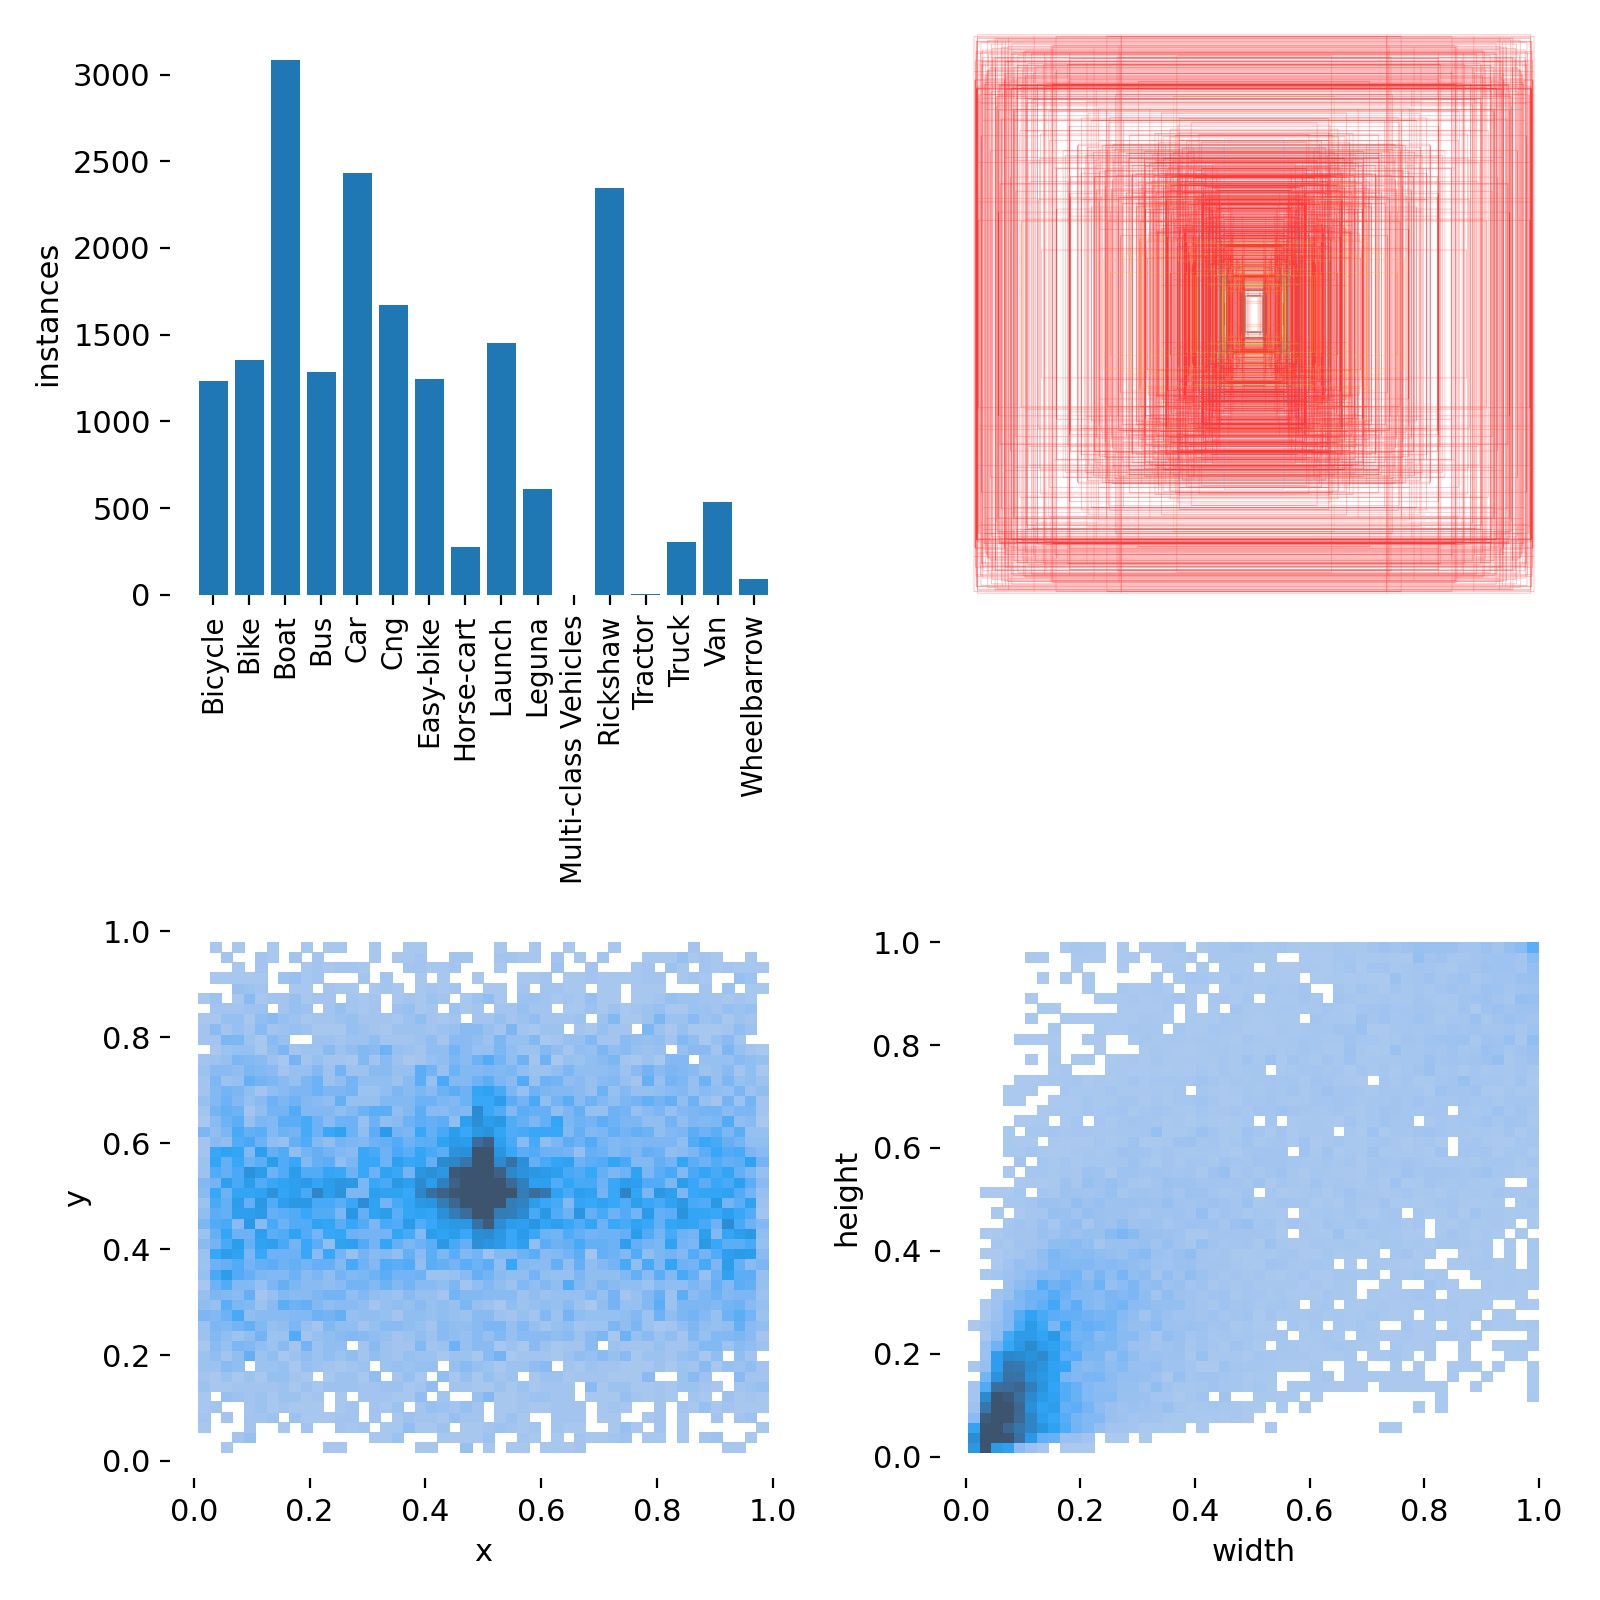 3000
2500
2000
1500
1000
500
0
instances
Bicycle
Bike
Boat
Bus
Car
Cng
Easy-bike
Horse-cart
Launch
Leguna
Multi-class Vehicles
Rickshaw
Tractor
Truck
Van
Wheelbarrow
1.0
0.8
0.6
0.4
0.2
0.0
y
0.0 0.2 0.4 0.6 0.8 1.0
x
1.0
0.8
0.6
0.4
0.2
0.0
height
0.0 0.2 0.4 0.6 0.8 1.0
width